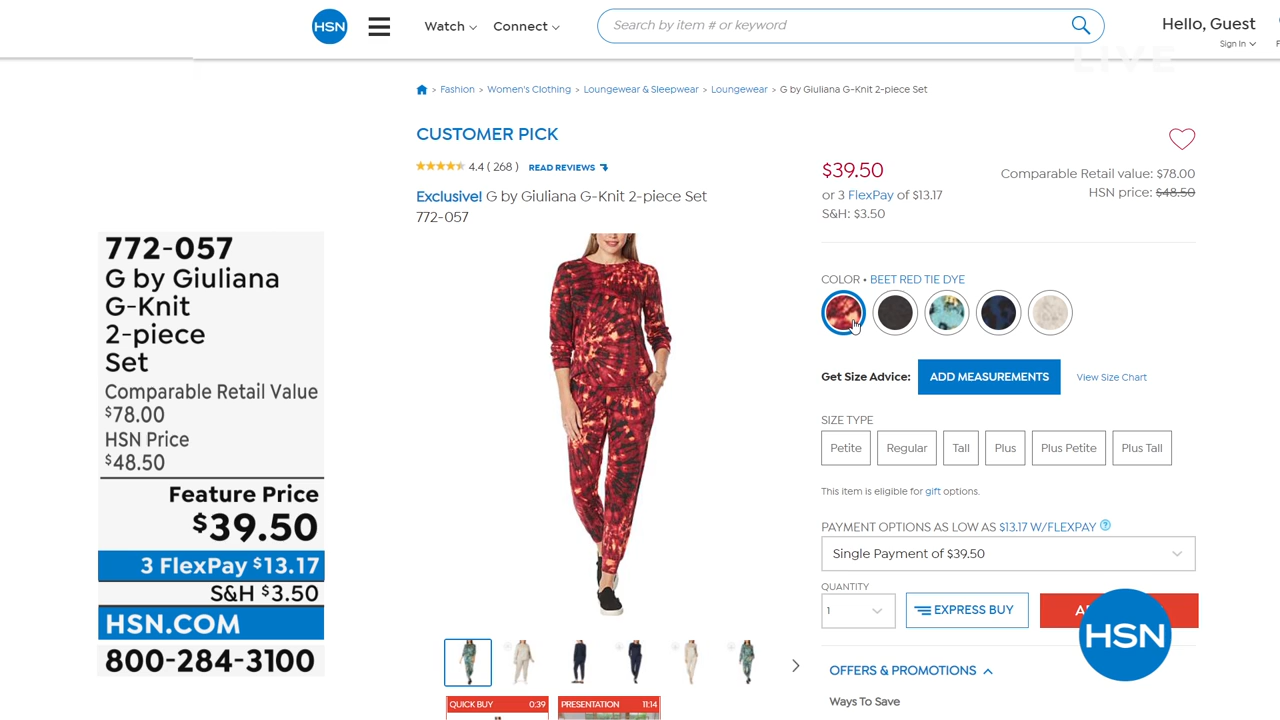 HSN
Watch
Connect
Search by item # or keyword
Hello, Guest
Sign In
LIVE
> Fashion > Women's Clothing > Loungewear & Sleepwear > Loungewear > G by Giuliana G-Knit 2-piece Set
CUSTOMER PICK
4.4 ( 268 ) READ REVIEWS
Exclusive! G by Giuliana G-Knit 2-piece Set
772-057
$39.50
or 3 FlexPay of $13.17
S&H: $3.50
Comparable Retail value: $78.00
HSN price: $48.50
COLOR • BEET RED TIE DYE
Get Size Advice: ADD MEASUREMENTS View Size Chart
SIZE TYPE
Petite Regular Tall Plus Plus Petite Plus Tall
This item is eligible for gift options.
PAYMENT OPTIONS AS LOW AS $13.17 W/FLEXPAY ?
Single Payment of $39.50
QUANTITY
1
EXPRESS BUY
HSN
OFFERS & PROMOTIONS
Ways To Save
QUICK BUY 0:39
PRESENTATION 11:14
772-057
G by Giuliana
G-Knit
2-piece
Set
Comparable Retail Value
$78.00
HSN Price
$48.50
Feature Price
$39.50
3 FlexPay $13.17
S&H $3.50
HSN.COM
800-284-3100